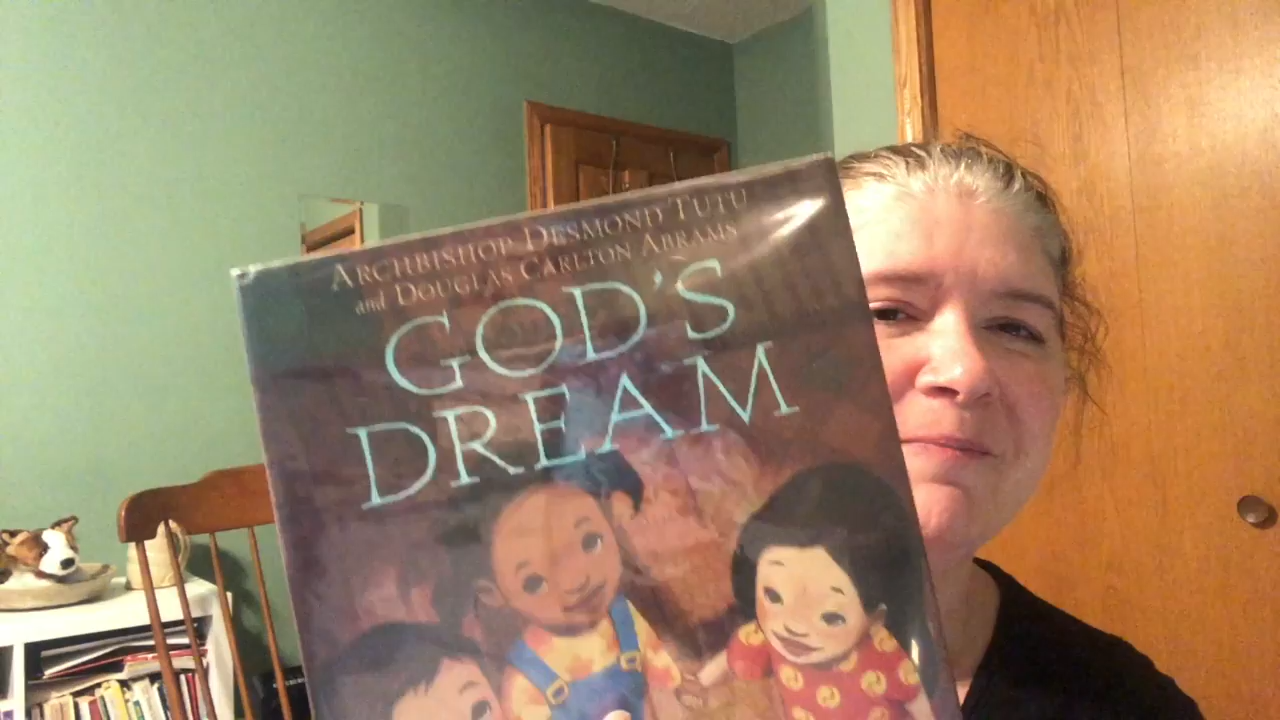 ARCHBISHOP DESMOND TUTU
and DOUGLAS CARLTON ABRAMS
GOD'S
DREAM